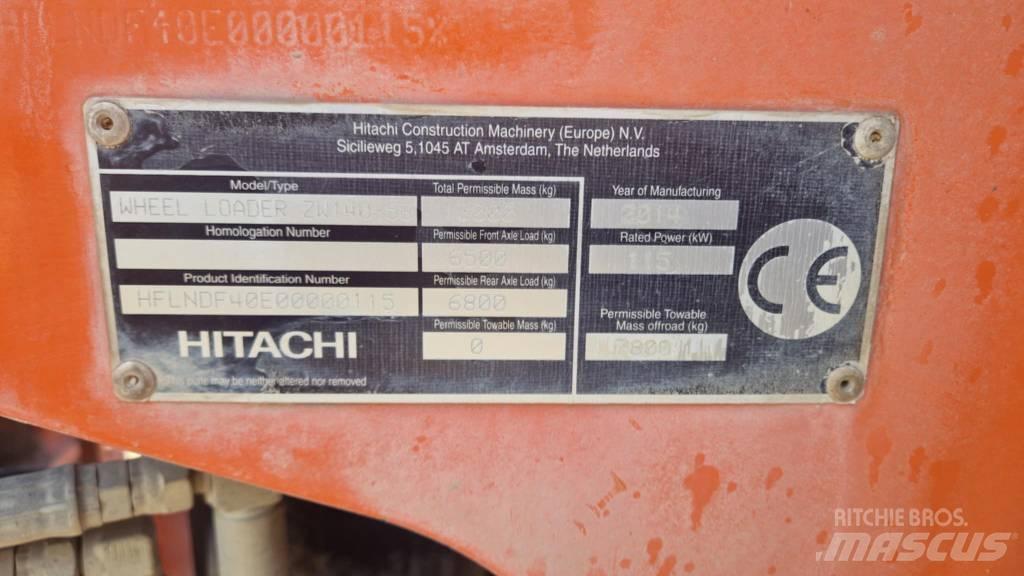 HFLNDF40E00000115X
Hitachi Construction Machinery (Europe) N.V.
Sicilieweg 5,1045 AT Amsterdam, The Netherlands
Model/Type
WHEEL LOADER
Homologation Number
Product Identification Number
HFLNDF40E00000115
HITACHI
This plate may be neither altered nor removed
Total Permissible Mass (kg)
Permissible Front Axle Load (kg)
6500
Permissible Rear Axle Load (kg)
6800
Permissible Towable Mass (kg)
0
Year of Manufacturing
2014
Rated Power (kW)
115
Permissible Towable
Mass offroad (kg)
CE
RITCHIE BROS.
MASCUS